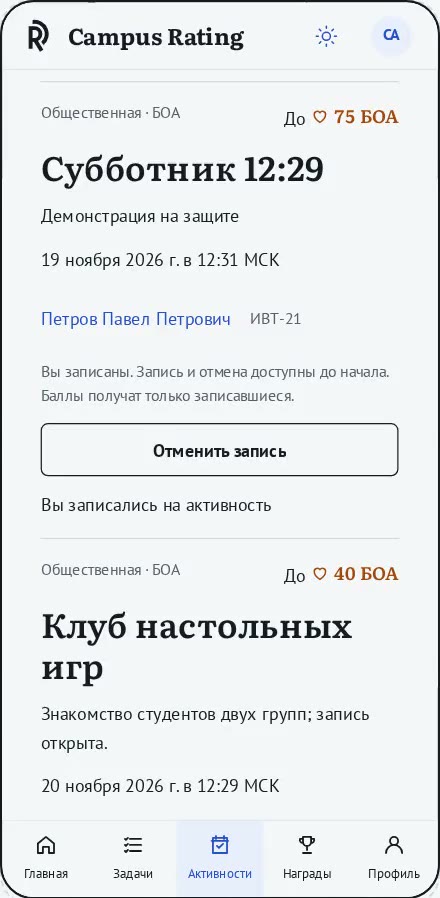 Campus Rating
CA
Общественная · БОА
До ♡ 75 БОА
Субботник 12:29
Демонстрация на защите
19 ноября 2026 г. в 12:31 МСК
Петров Павел Петрович ИВТ-21
Вы записаны. Запись и отмена доступны до начала.
Баллы получат только записавшиеся.
Отменить запись
Вы записались на активность
Общественная · БОА
До ♡ 40 БОА
Клуб настольных
игр
Знакомство студентов двух групп; запись
открыта.
20 ноября 2026 г. в 12:29 МСК
Главная
Задачи
Активности
Награды
Профиль